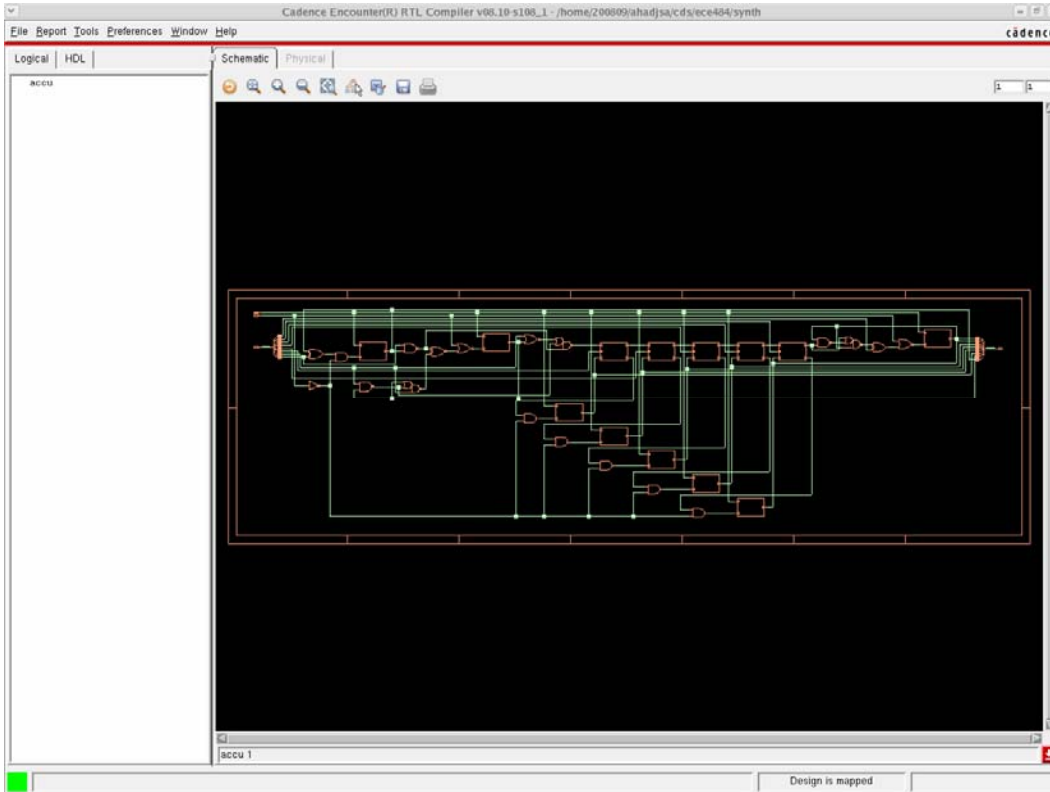 Cadence Encounter(R) RTL Compiler v08.10-s108_1 - /home/200809/ahadjsa/cds/ece484/synth
File Report Tools Preferences Window Help
cādence
Logical HDL Schematic Physical
accu
1 1
accu 1
Design is mapped